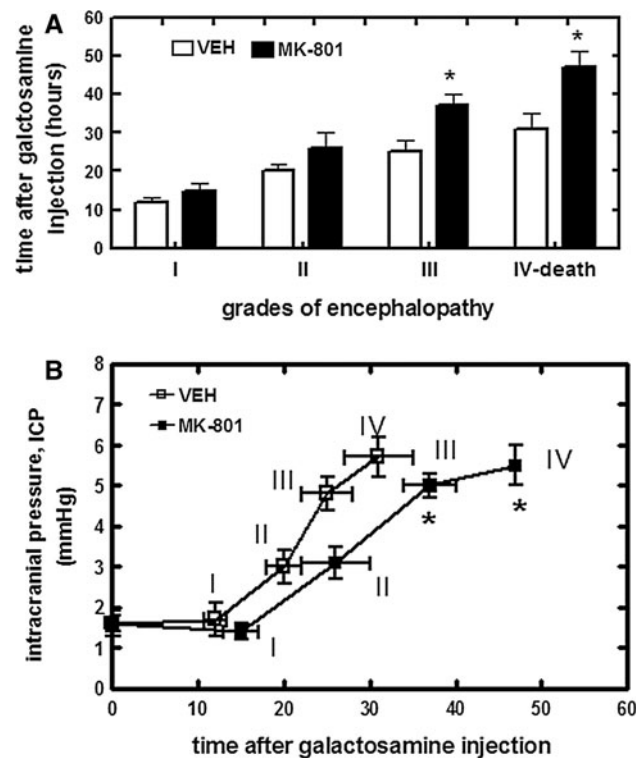 A
60
50
40
30
20
10
0
time after galctosamine
Injection (hours)
VEH MK-801
* *
I II III IV-death
grades of encephalopathy
B
8
7
6
5
4
3
2
1
0
intracranial pressure, ICP
(mmHg)
VEH
MK-801
IV
III
III
IV
II
* *
I
II
I
0 10 20 30 40 50 60
time after galactosamine injection